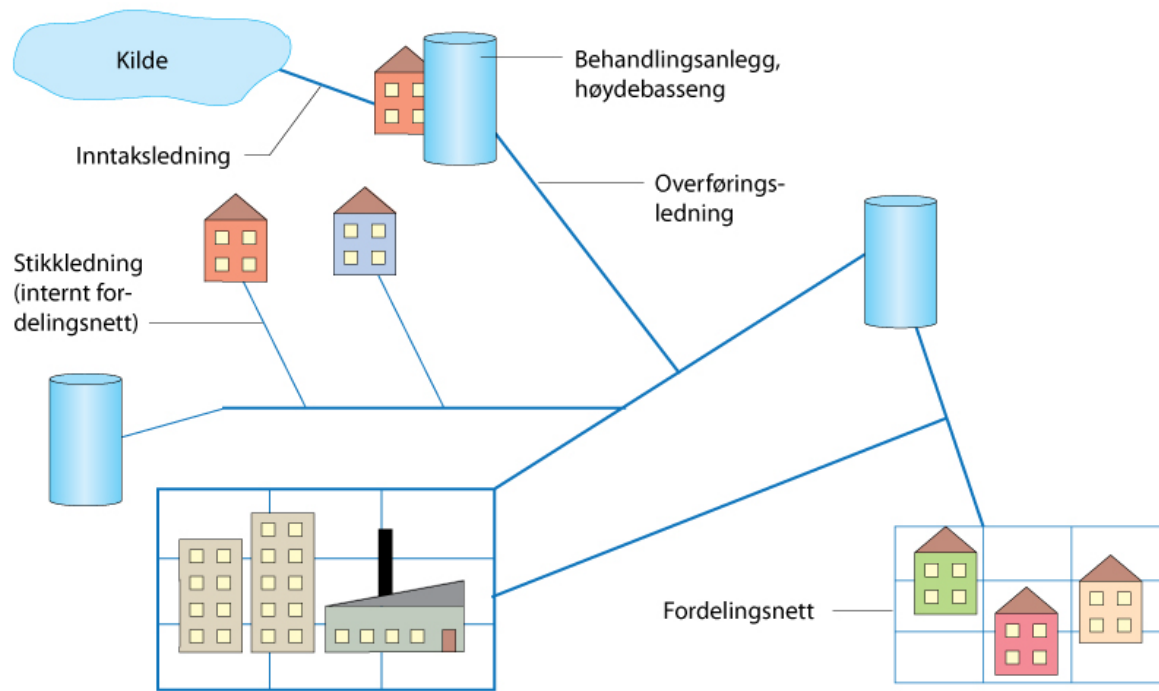 Kilde
Behandlingsanlegg,
høydebasseng
Inntaksledning
Overførings-
ledning
Stikkledning
(internt for-
delingsnett)
Fordelingsnett